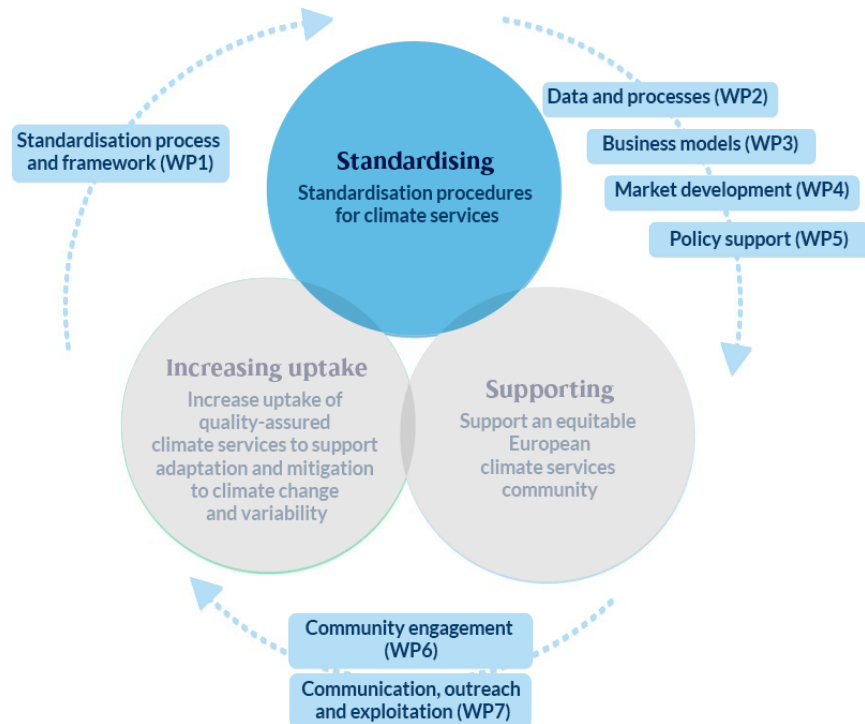 Standardisation process
and framework (WP1)
Standardising
Standardisation procedures
for climate services
Data and processes (WP2)
Business models (WP3)
Market development (WP4)
Policy support (WP5)
Increasing uptake
Increase uptake of
quality-assured
climate services to support
adaptation and mitigation
to climate change
and variability
Supporting
Support an equitable
European
climate services
community
Community engagement
(WP6)
Communication, outreach
and exploitation (WP7)